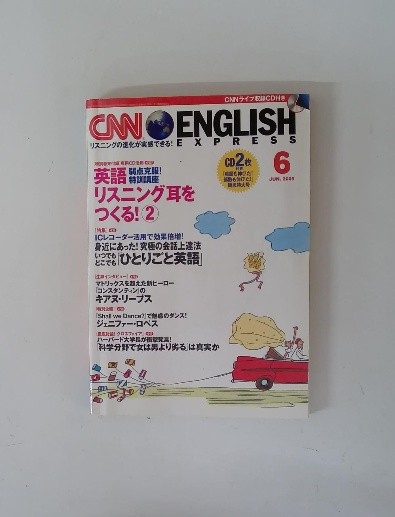 CNNライブ収録CD付き
CNN ENGLISH
EXPRESS
リスニングの進化が実感できる!
CD2枚
6
JUN. 2005
英語 弱点克服!
特訓講座
リスニング耳を
つくる!②
ICレコーダー活用で効果倍増!
身近にあった! 究極の会話上達法
いつでも
どこでも「ひとりごと英語」
マトリックスを超えた新ヒーロー
『コンスタンティン』の
キアヌ・リーブス
『Shall we Dance?』で魅惑のダンス!
ジェニファー・ロペス
ハーバード大学長が衝撃発言!
「科学分野で女は男より劣る」は真実か